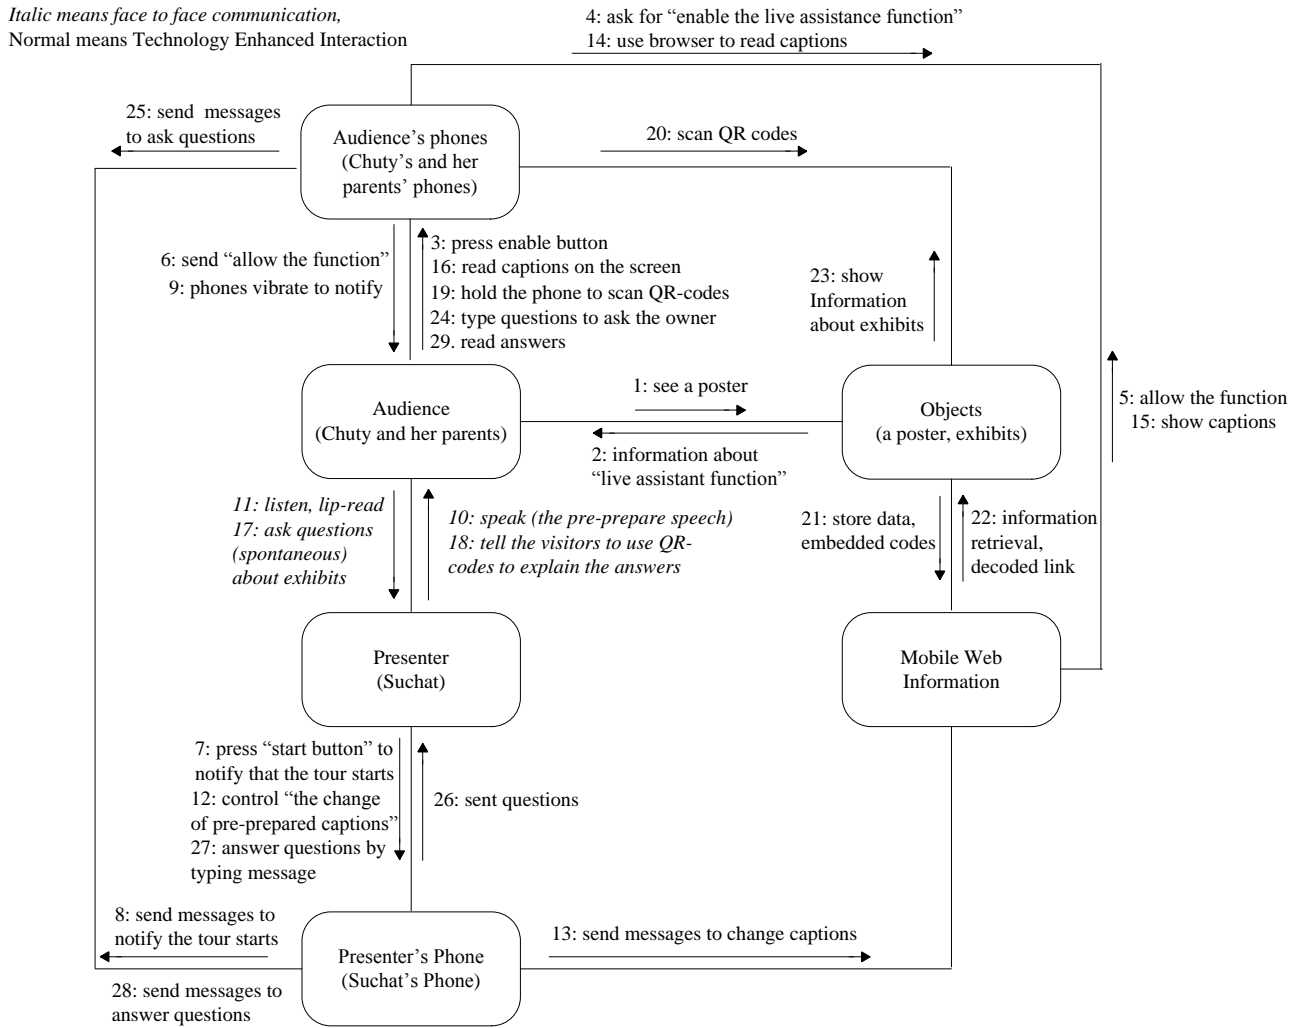 Italic means face to face communication,
Normal means Technology Enhanced Interaction
4: ask for “enable the live assistance function”
14: use browser to read captions
25: send  messages
to ask questions
Audience’s phones
(Chuty’s and her
parents’ phones)
20: scan QR codes
6: send “allow the function”
9: phones vibrate to notify
3: press enable button
16: read captions on the screen
19: hold the phone to scan QR-codes
24: type questions to ask the owner
29. read answers
23: show
Information
about exhibits
Audience
(Chuty and her parents)
1: see a poster
2: information about
“live assistant function”
Objects
(a poster, exhibits)
5: allow the function
15: show captions
11: listen, lip-read
17: ask questions
(spontaneous)
about exhibits
10: speak (the pre-prepare speech)
18: tell the visitors to use QR-
codes to explain the answers
21: store data,
embedded codes
22: information
retrieval,
decoded link
Presenter
(Suchat)
Mobile Web
Information
7: press “start button” to
notify that the tour starts
12: control “the change
of pre-prepared captions”
27: answer questions by
typing message
26: sent questions
8: send messages to
notify the tour starts
28: send messages to
answer questions
Presenter’s Phone
(Suchat’s Phone)
13: send messages to change captions